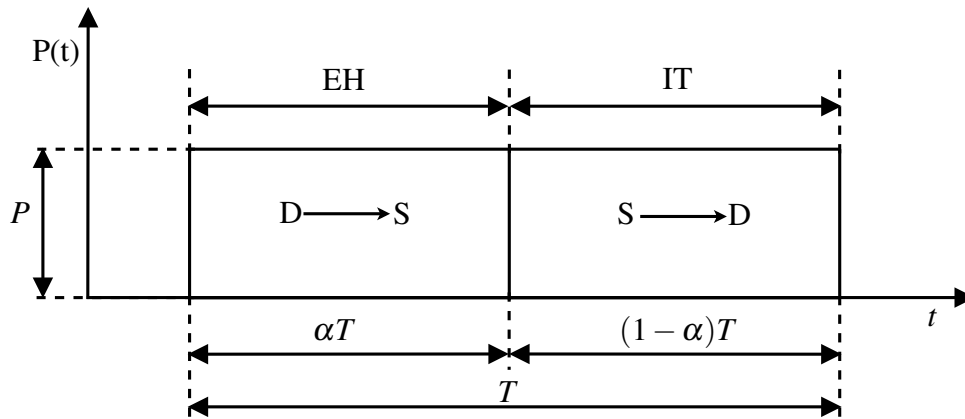 P(t)
EH
IT
P
D S
S D
t
αT
(1 − α)T
T